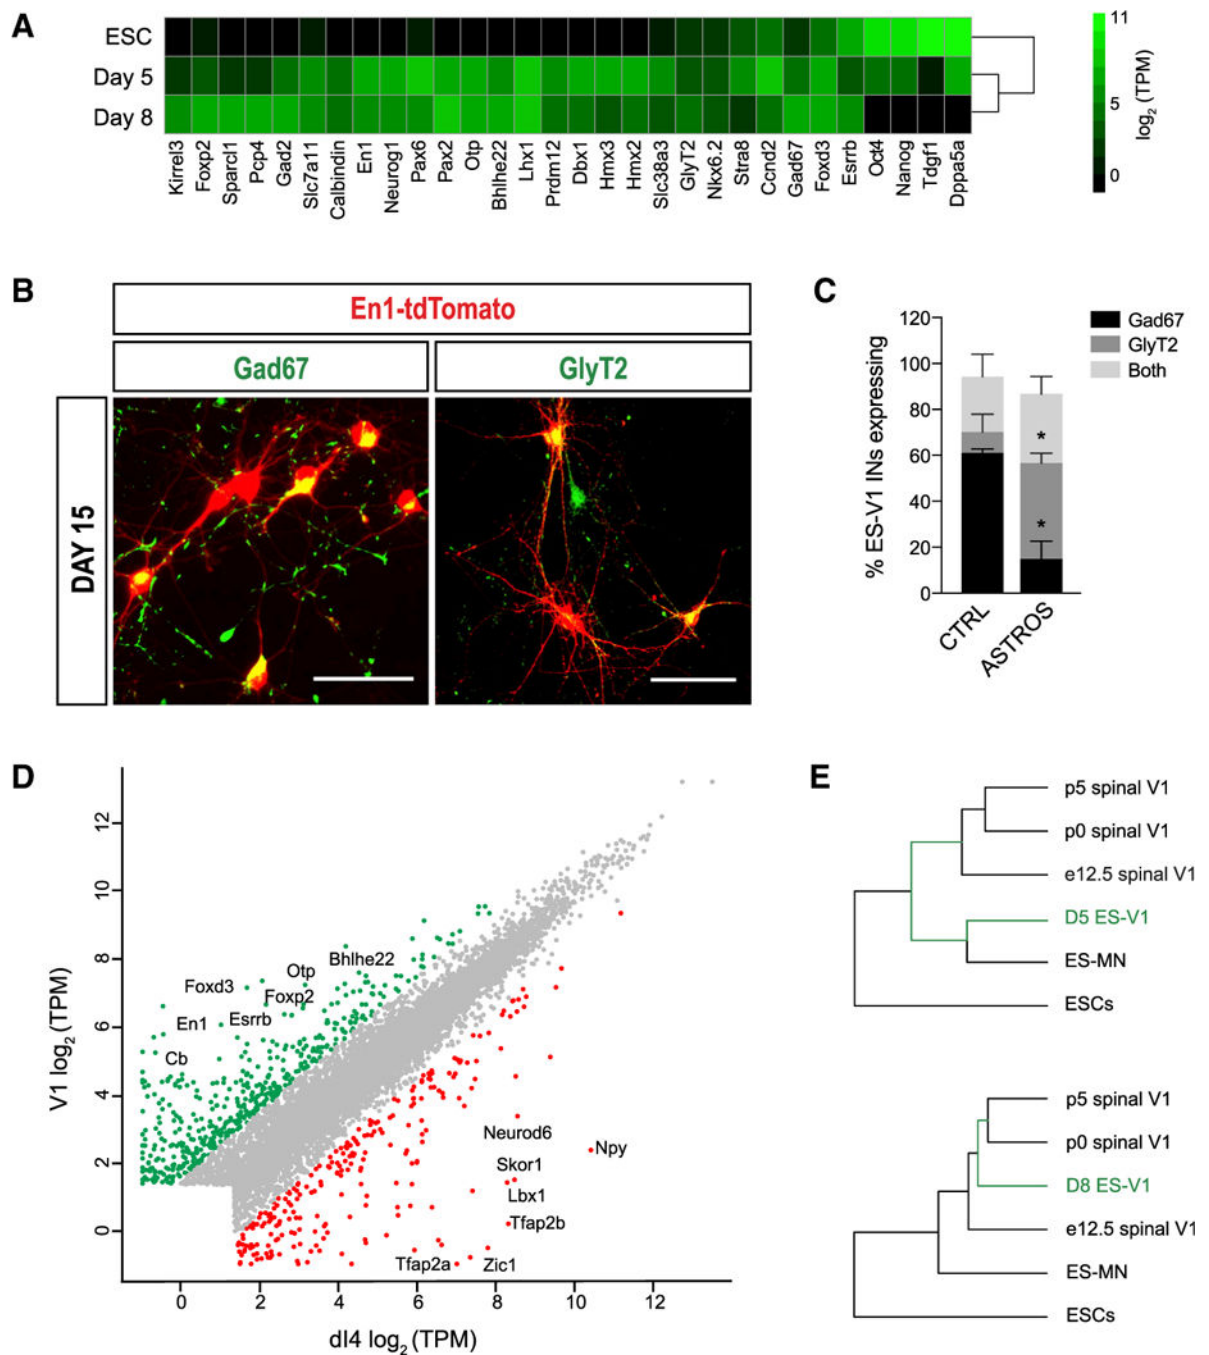 A
ESC
Day 5
Day 8
Kirrel3 Foxp2 Sparcl1 Pcp4 Gad2 Slc7a11 Calbindin En1 Neurog1 Pax6 Pax2 Otp Bhlhe22 Lhx1 Prdm12 Dbx1 Hmx3 Hmx2 Slc38a3 GlyT2 Nkx6.2 Stra8 Ccnd2 Gad67 Foxd3 Esrrb Oct4 Nanog Tdgf1 Dppa5a
11
5
0
log2 (TPM)
B
En1-tdTomato
Gad67 GlyT2
DAY 15
C
120
100
80
60
40
20
0
% ES-V1 INs expressing
*
*
CTRL ASTROS
Gad67
GlyT2
Both
D
12
10
8
6
4
2
0
V1 log2 (TPM)
Bhlhe22
Otp
Foxd3
Foxp2
En1 Esrrb
Cb
Neurod6
Npy
Skor1
Lbx1
Tfap2b
Tfap2a Zic1
0 2 4 6 8 10 12
dI4 log2 (TPM)
E
p5 spinal V1
p0 spinal V1
e12.5 spinal V1
D5 ES-V1
ES-MN
ESCs
p5 spinal V1
p0 spinal V1
D8 ES-V1
e12.5 spinal V1
ES-MN
ESCs